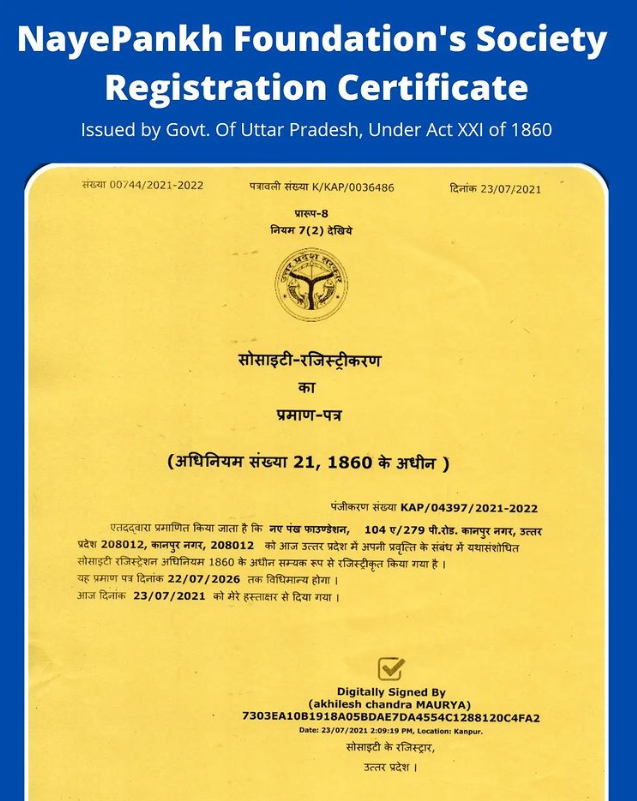 NayePankh Foundation's Society
Registration Certificate
Issued by Govt. Of Uttar Pradesh, Under Act XXI of 1860
संख्या 00744/2021-2022 पत्रावली संख्या K/KAP/0036486 दिनांक 23/07/2021
प्रारूप-8
नियम 7(2) देखिये
उत्तर प्रदेश सरकार
सोसाइटी-रजिस्ट्रीकरण
का
प्रमाण-पत्र
(अधिनियम संख्या 21, 1860 के अधीन )
पंजीकरण संख्या KAP/04397/2021-2022
एतदद्वारा प्रमाणित किया जाता है कि नए पंख फाउण्डेशन, 104 ए/279 पी.रोड. कानपुर नगर, उत्तर
प्रदेश 208012, कानपुर नगर, 208012 को आज उत्तर प्रदेश में अपनी प्रवृत्ति के संबंध में यथासंशोधित
सोसाइटी रजिस्ट्रेशन अधिनियम 1860 के अधीन सम्यक रूप से रजिस्ट्रीकृत किया गया है ।
यह प्रमाण पत्र दिनांक 22/07/2026 तक विधिमान्य होगा ।
आज दिनांक 23/07/2021 को मेरे हस्ताक्षर से दिया गया ।
Digitally Signed By
(akhilesh chandra MAURYA)
7303EA10B1918A05BDAE7DA4554C1288120C4FA2
Date: 23/07/2021 2:09:19 PM, Location: Kanpur.
सोसाइटी के रजिस्ट्रार,
उत्तर प्रदेश ।